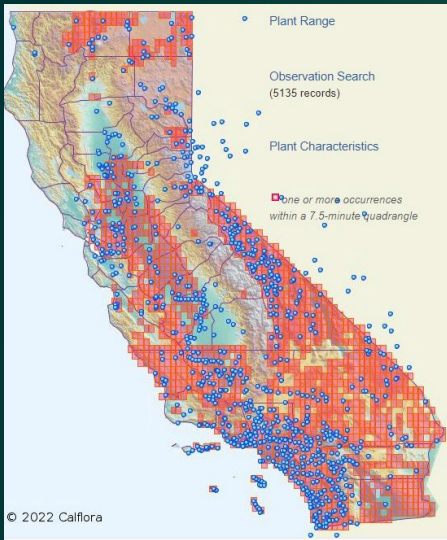 Plant Range
Observation Search
(5135 records)
Plant Characteristics
one or more occurrences
within a 7.5-minute quadrangle
© 2022 Calflora